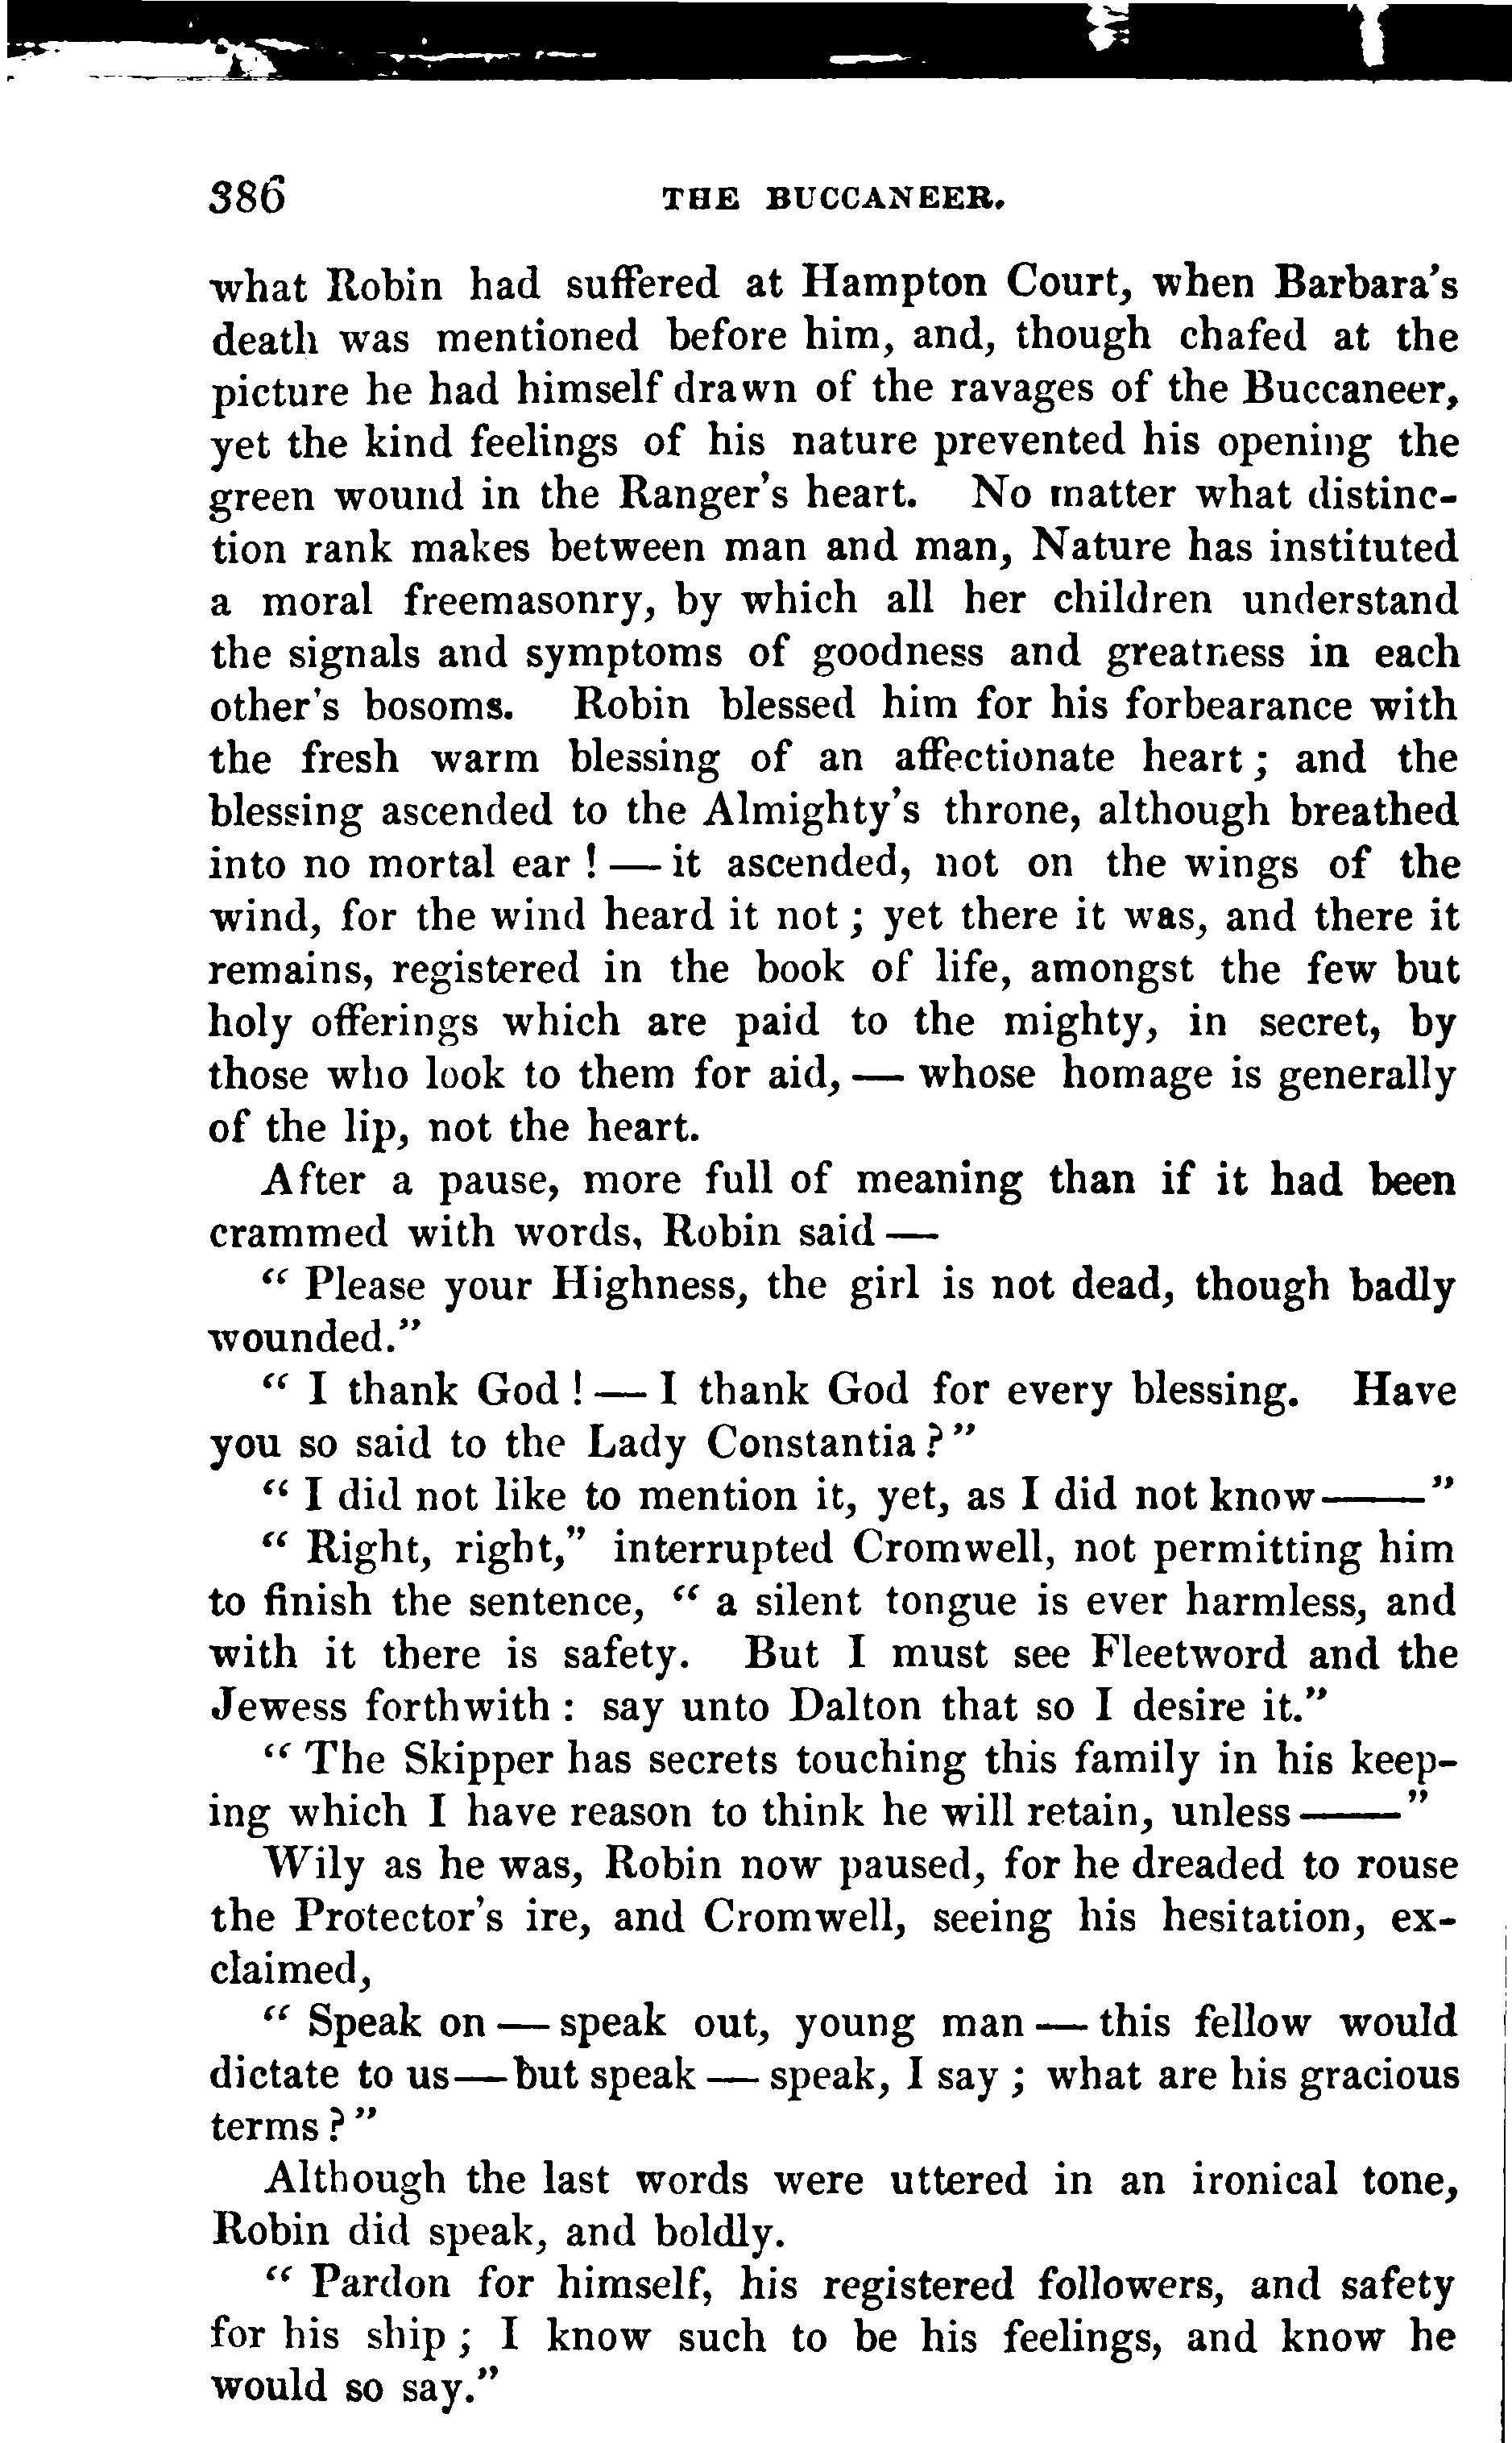 386 THE BUCCANEER.
what Robin had suffered at Hampton Court, when Barbara's
death was mentioned before him, and, though chafed at the
picture he had himself drawn of the ravages of the Buccaneer,
yet the kind feelings of his nature prevented his opening the
green wound in the Ranger's heart. No matter what distinc-
tion rank makes between man and man, Nature has instituted
a moral freemasonry, by which all her children understand
the signals and symptoms of goodness and greatness in each
other's bosoms. Robin blessed him for his forbearance with
the fresh warm blessing of an affectionate heart; and the
blessing ascended to the Almighty's throne, although breathed
into no mortal ear! — it ascended, not on the wings of the
wind, for the wind heard it not; yet there it was, and there it
remains, registered in the book of life, amongst the few but
holy offerings which are paid to the mighty, in secret, by
those who look to them for aid, — whose homage is generally
of the lip, not the heart.
After a pause, more full of meaning than if it had been
crammed with words, Robin said —
"Please your Highness, the girl is not dead, though badly
wounded."
"I thank God! — I thank God for every blessing. Have
you so said to the Lady Constantia?"
"I did not like to mention it, yet, as I did not know——"
"Right, right," interrupted Cromwell, not permitting him
to finish the sentence, "a silent tongue is ever harmless, and
with it there is safety. But I must see Fleetword and the
Jewess forthwith: say unto Dalton that so I desire it."
"The Skipper has secrets touching this family in his keep-
ing which I have reason to think he will retain, unless——"
Wily as he was, Robin now paused, for he dreaded to rouse
the Protector's ire, and Cromwell, seeing his hesitation, ex-
claimed,
"Speak on — speak out, young man — this fellow would
dictate to us—but speak — speak, I say; what are his gracious
terms?"
Although the last words were uttered in an ironical tone,
Robin did speak, and boldly.
"Pardon for himself, his registered followers, and safety
for his ship; I know such to be his feelings, and know he
would so say."